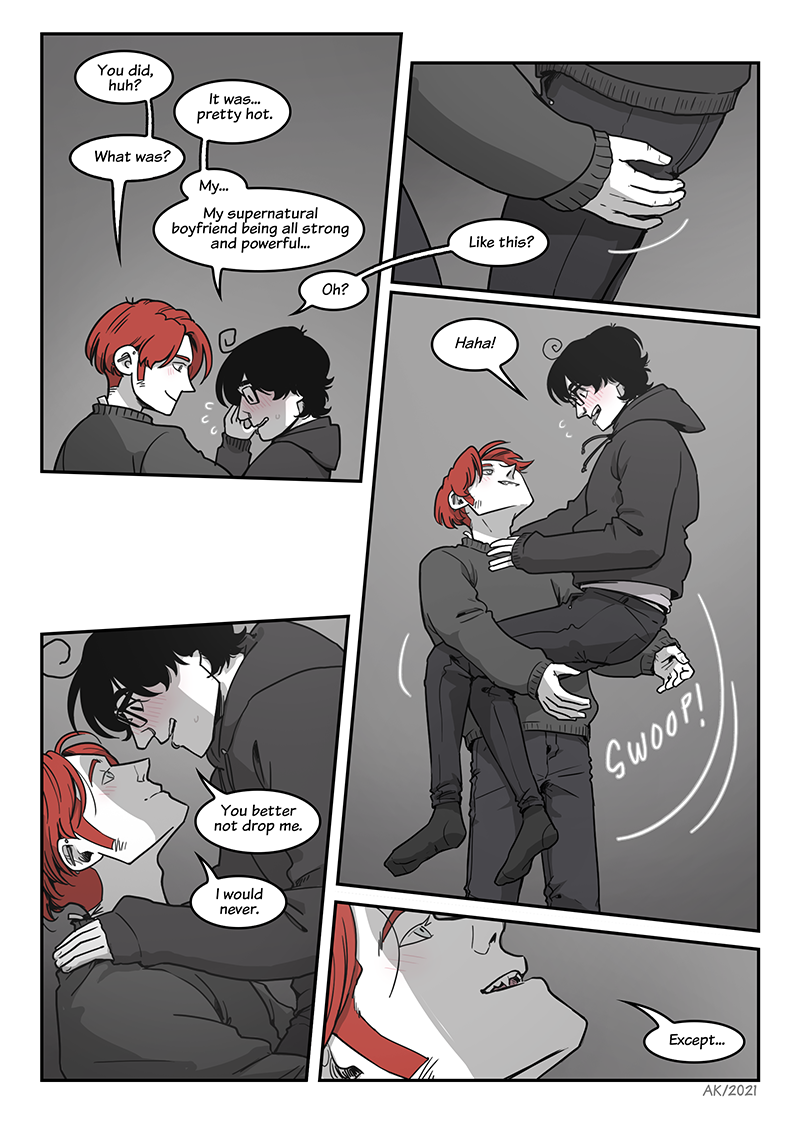 You did,
huh?
It was...
pretty hot.
What was?
My...
My supernatural
boyfriend being all strong
and powerful...
Oh?
Like this?
Haha!
SWOOP!
You better
not drop me.
I would
never.
Except...
AK/2021